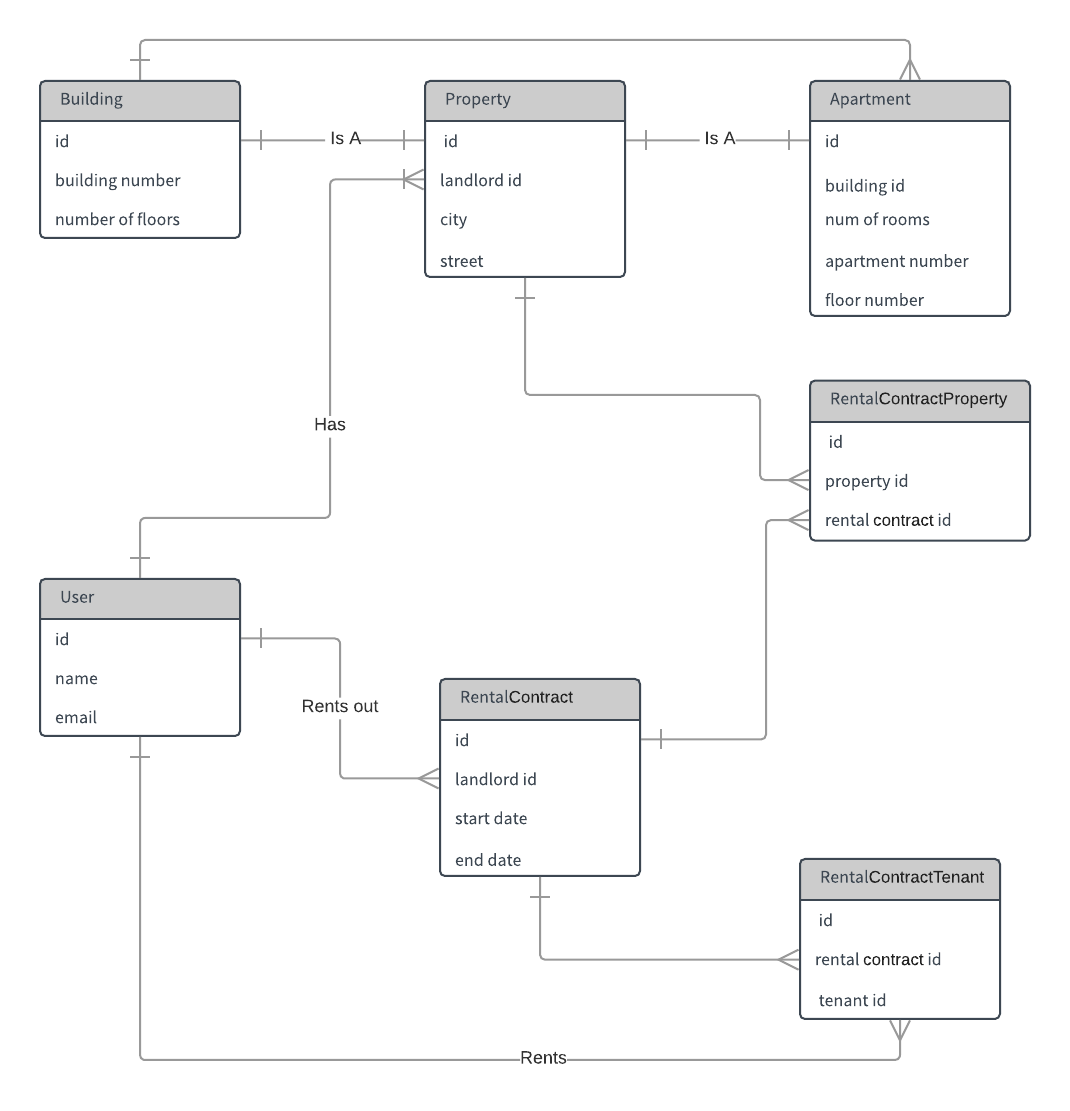 Building
id
building number
number of floors
Is A
Property
id
landlord id
city
street
Is A
Apartment
id
building id
num of rooms
apartment number
floor number
Has
RentalContractProperty
id
property id
rental contract id
User
id
name
email
Rents out
RentalContract
id
landlord id
start date
end date
RentalContractTenant
id
rental contract id
tenant id
Rents